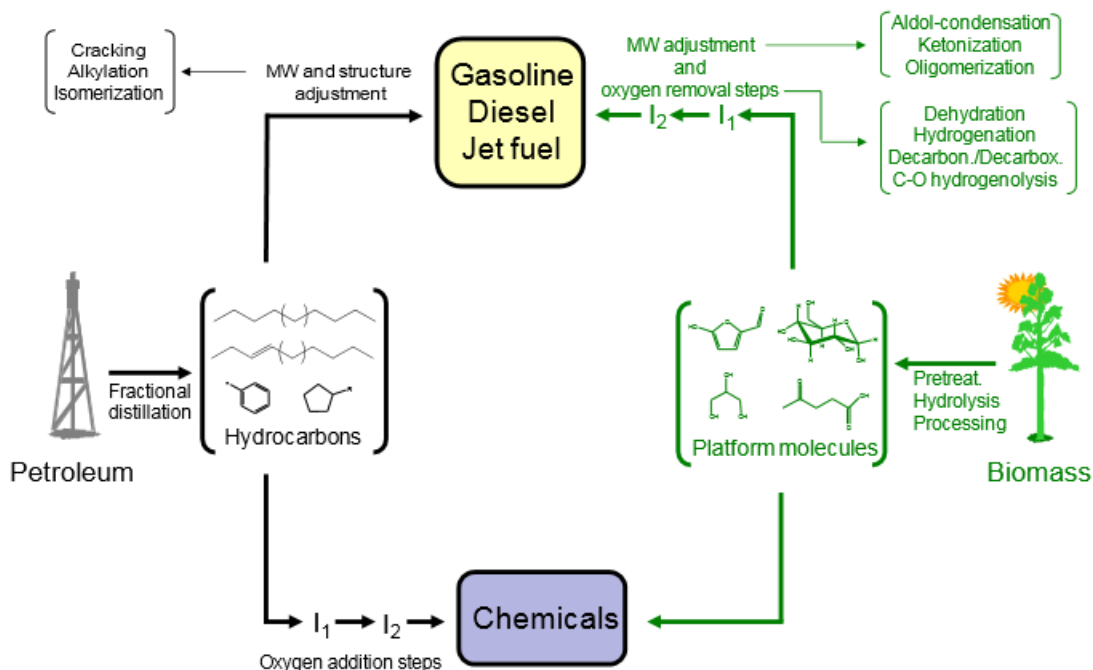 Cracking
Alkylation
Isomerization
MW and structure
adjustment
Gasoline
Diesel
Jet fuel
MW adjustment
and
oxygen removal steps
I2
I1
Aldol-condensation
Ketonization
Oligomerization
Dehydration
Hydrogenation
Decarbon./Decarbox.
C-O hydrogenolysis
Petroleum
Fractional
distillation
Hydrocarbons
Platform molecules
Pretreat.
Hydrolysis
Processing
Biomass
I1
I2
Oxygen addition steps
Chemicals